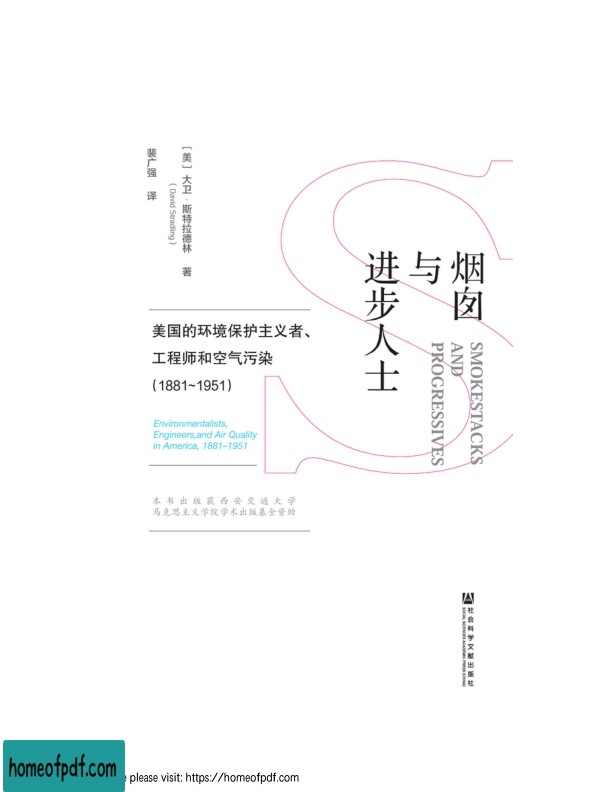 烟囱
与
进步人士
SMOKESTACKS
AND
PROGRESSIVES
[美] 大卫·斯特拉德林 著
(David Stradling)
裴广强 译
美国的环境保护主义者、
工程师和空气污染
(1881~1951)
Environmentalists,
Engineers,and Air Quality
in America, 1881–1951
本书出版获西安交通大学
马克思主义学院学术出版基金资助
社会科学文献出版社
SOCIAL SCIENCES ACADEMIC PRESS (CHINA)
homeofpdf.com
please visit: https://homeofpdf.com